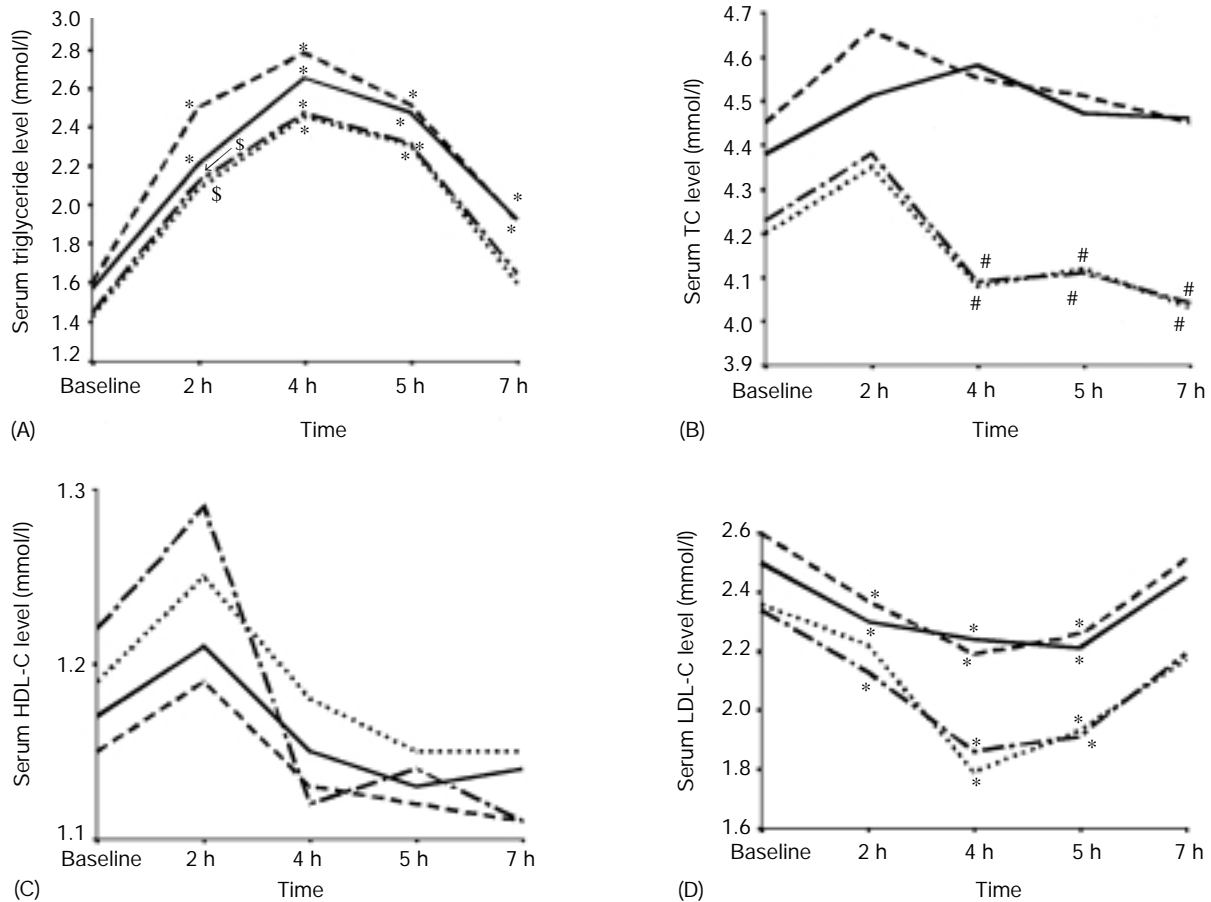 Serum triglyceride level (mmol/l)
3.0
2.8
2.6
2.4
2.2
2.0
1.8
1.6
1.4
1.2
* * * * * * * * * * * *
$
$
Baseline 2 h 4 h 5 h 7 h
(A) Time
Serum TC level (mmol/l)
4.7
4.6
4.5
4.4
4.3
4.2
4.1
4.0
3.9
# # #
# # #
Baseline 2 h 4 h 5 h 7 h
(B) Time
Serum HDL-C level (mmol/l)
1.3
1.2
1.1
Baseline 2 h 4 h 5 h 7 h
(C) Time
Serum LDL-C level (mmol/l)
2.6
2.4
2.2
2.0
1.8
1.6
* * * * * * * * * * *
Baseline 2 h 4 h 5 h 7 h
(D) Time